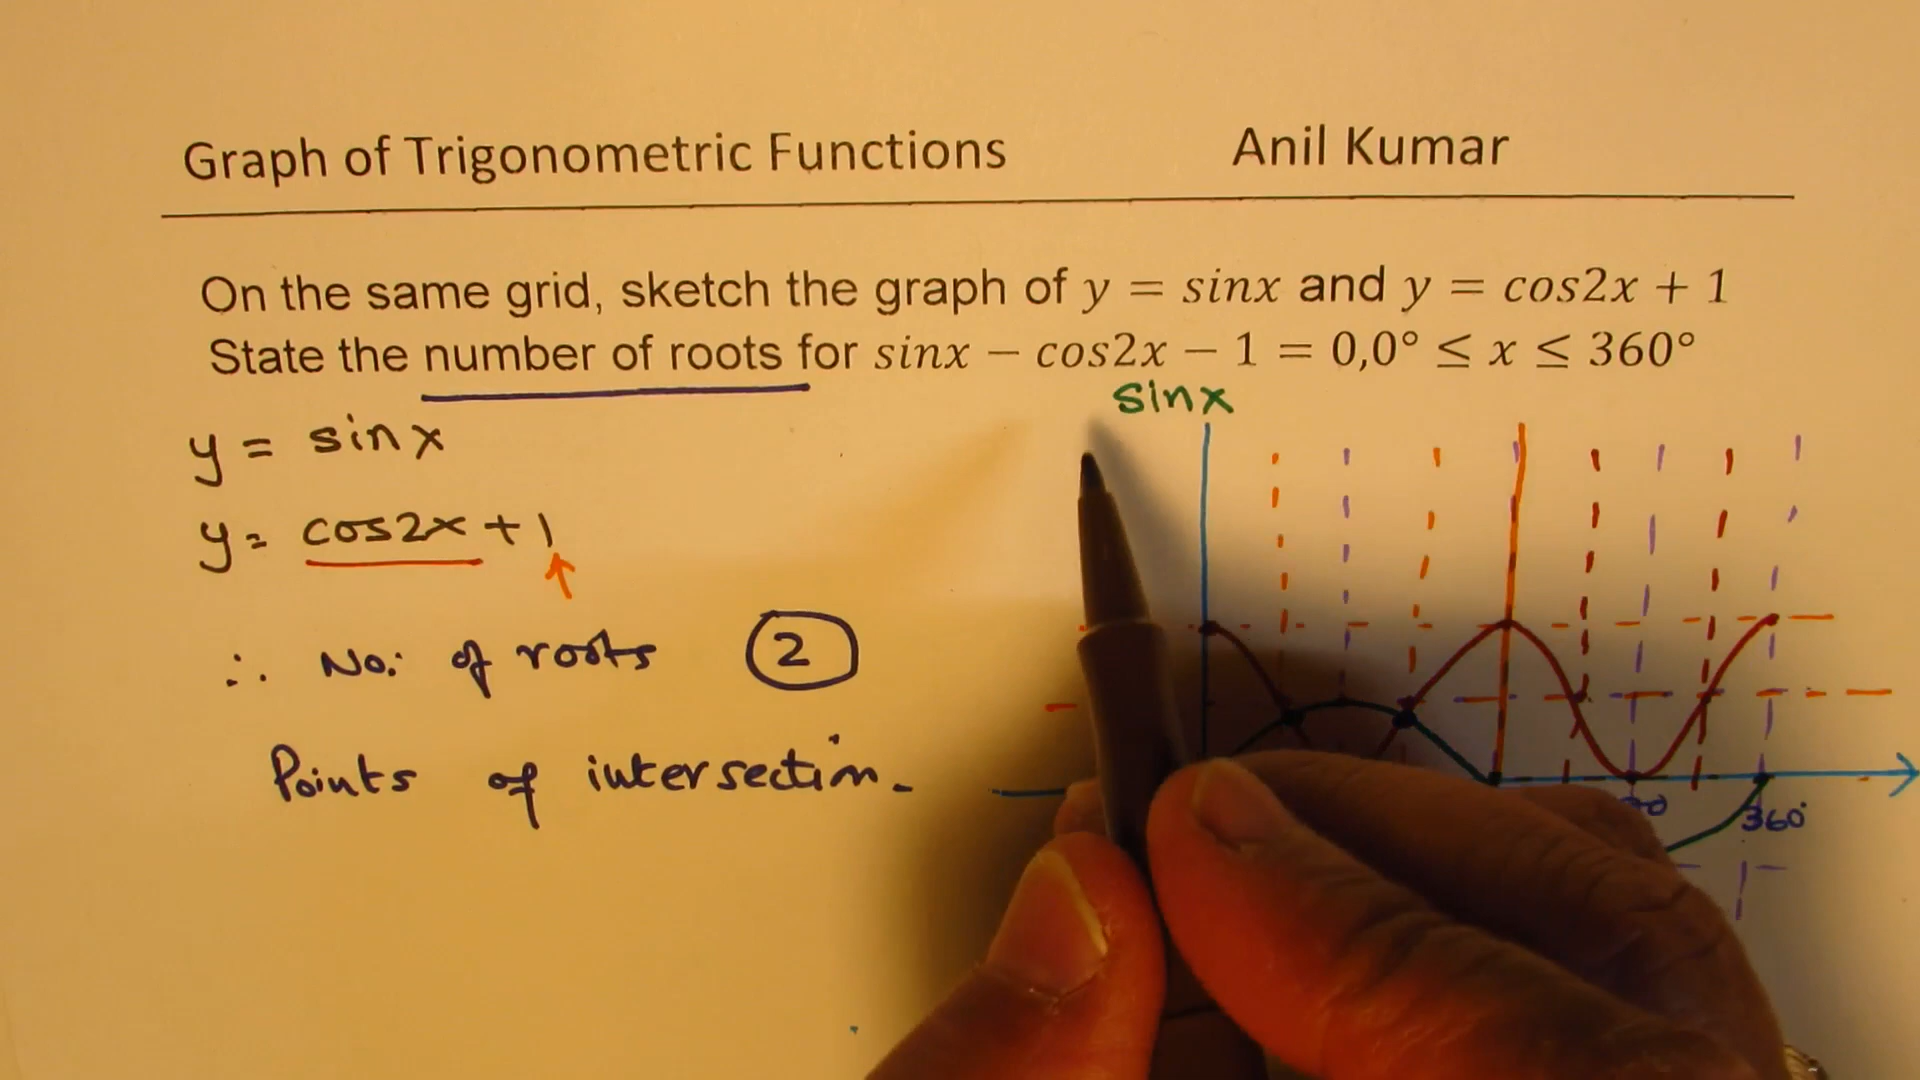 Graph of Trigonometric Functions Anil Kumar
On the same grid, sketch the graph of y = sinx and y = cos2x + 1
State the number of roots for sinx − cos2x − 1 = 0,0° ≤ x ≤ 360°
sinx
y = sinx
y = cos2x + 1
∴ No: of roots 2
Points of intersection.
360°